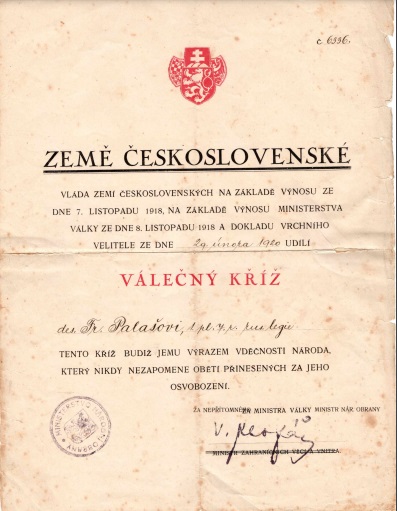 č. 6336.
ZEMĚ ČESKOSLOVENSKÉ
VLÁDA ZEMÍ ČESKOSLOVENSKÝCH NA ZÁKLADĚ VÝNOSU ZE
DNE 7. LISTOPADU 1918, NA ZÁKLADĚ VÝNOSU MINISTERSTVA
VÁLKY ZE DNE 8. LISTOPADU 1918 A DOKLADU VRCHNÍHO
VELITELE ZE DNE 29 února 1920 UDÍLÍ
VÁLEČNÝ KŘÍŽ
des. Fr. Palašovi,
TENTO KŘÍŽ BUDIŽ JEMU VÝRAZEM VDĚČNOSTI NÁRODA,
KTERÝ NIKDY NEZAPOMENE OBĚTÍ PŘINESENÝCH ZA JEHO
OSVOBOZENÍ.
ZA MINISTRA VÁLKY MINISTR NÁR OBRANY
MINISTR ZAHRANIČNÍCH VĚCÍ A VNITRA.